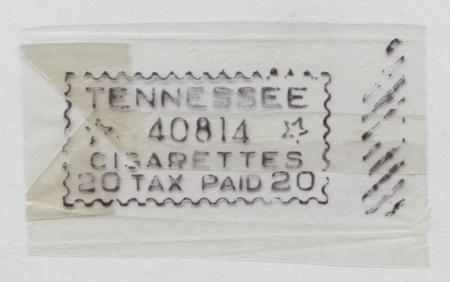 TENNESSEE
40814
CIGARETTES
20 TAX PAID 20